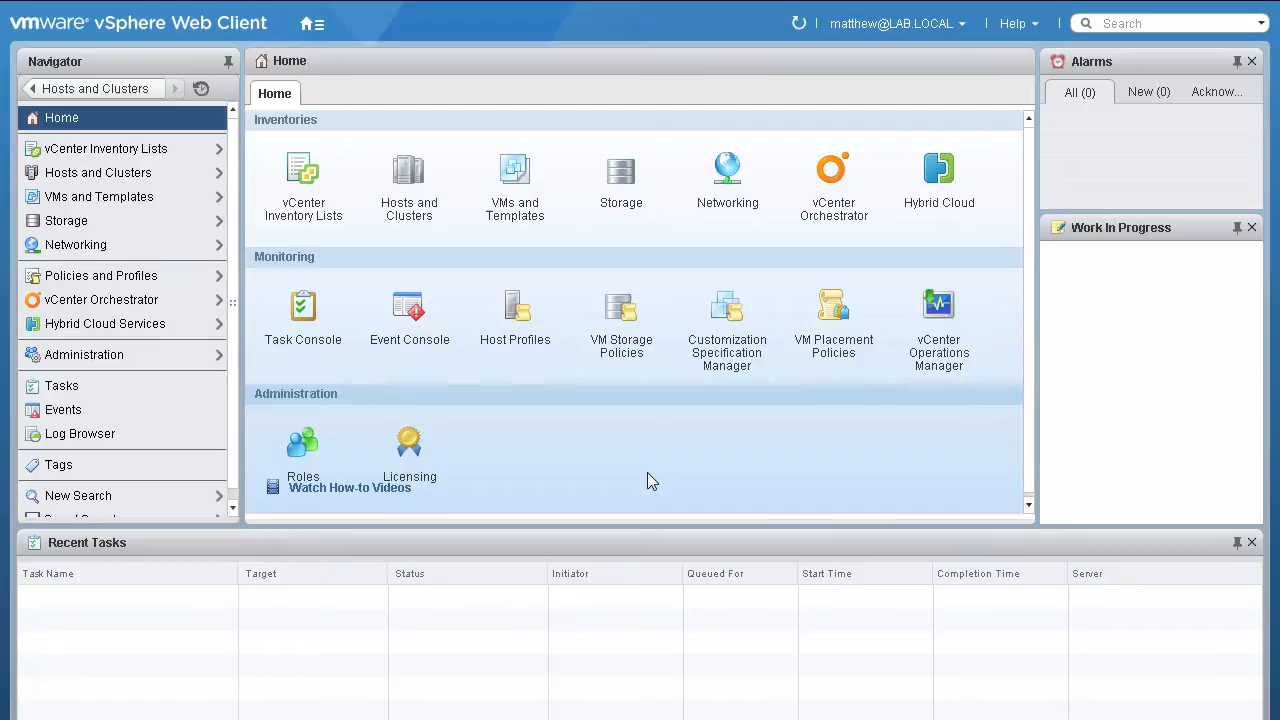 vmware® vSphere Web Client
matthew@LAB.LOCAL
Help
Search
Navigator
Hosts and Clusters
Home
vCenter Inventory Lists
Hosts and Clusters
VMs and Templates
Storage
Networking
Policies and Profiles
vCenter Orchestrator
Hybrid Cloud Services
Administration
Tasks
Events
Log Browser
Tags
New Search
Home
Home
Inventories
vCenter
Inventory Lists
Hosts and
Clusters
VMs and
Templates
Storage
Networking
vCenter
Orchestrator
Hybrid Cloud
Monitoring
Task Console
Event Console
Host Profiles
VM Storage
Policies
Customization
Specification
Manager
VM Placement
Policies
vCenter
Operations
Manager
Administration
Roles
Licensing
Watch How-to Videos
Alarms
All (0)
New (0)
Acknow...
Work In Progress
Recent Tasks
Task Name
Target
Status
Initiator
Queued For
Start Time
Completion Time
Server